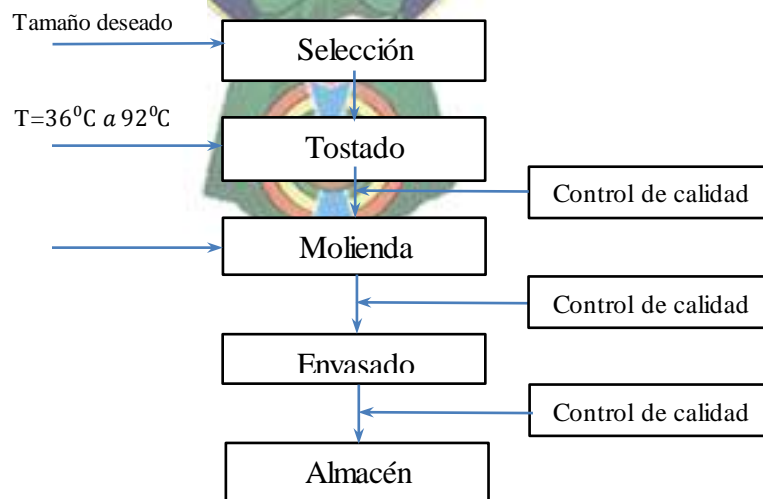 Tamaño deseado
Selección
T=36⁰C a 92⁰C
Tostado
Control de calidad
Molienda
Control de calidad
Envasado
Control de calidad
Almacén